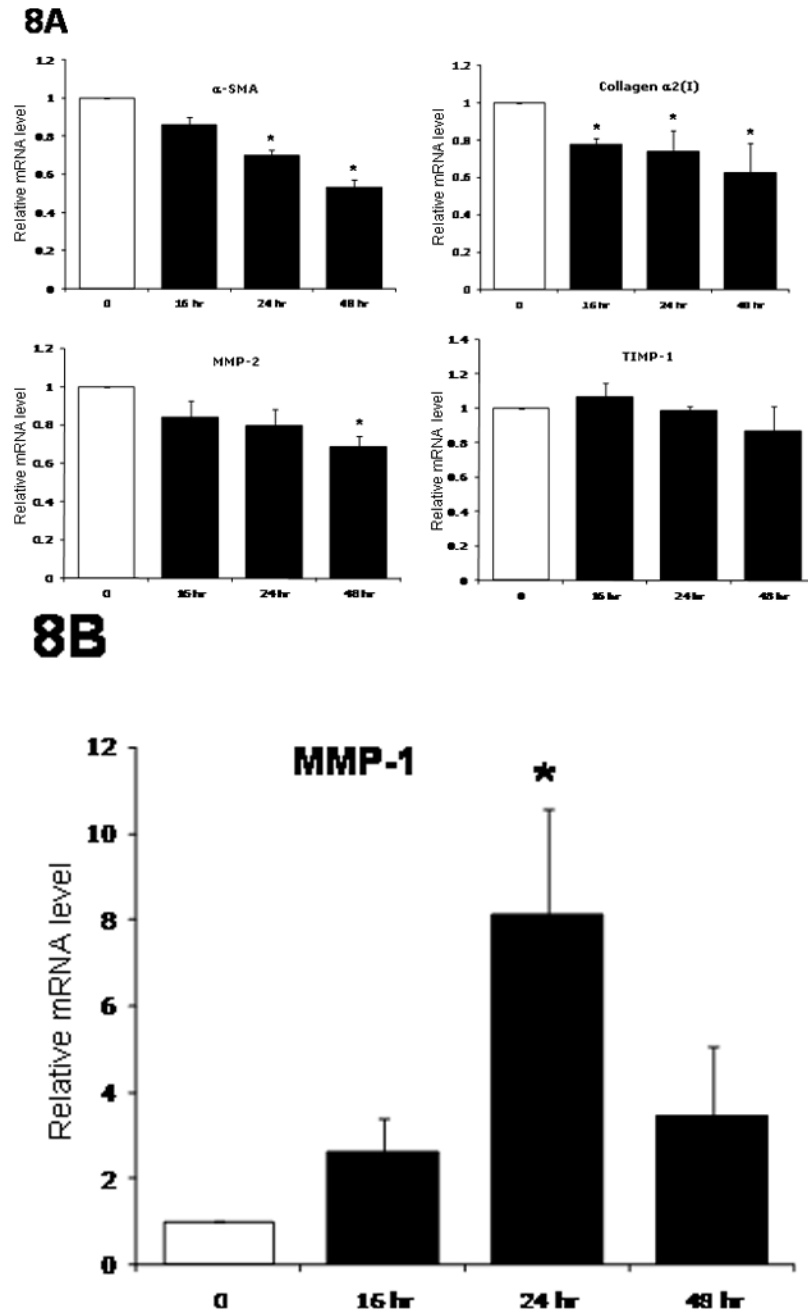 8A
α-SMA
Relative mRNA level
1.2
1
0.8
0.6
0.4
0.2
0
0 16 hr 24 hr 48 hr
* *
Collagen α2(I)
Relative mRNA level
1.2
1
0.8
0.6
0.4
0.2
0
0 16 hr 24 hr 48 hr
* * *
MMP-2
Relative mRNA level
1.2
1
0.8
0.6
0.4
0.2
0
0 16 hr 24 hr 48 hr
*
TIMP-1
Relative mRNA level
1.4
1.2
1
0.8
0.6
0.4
0.2
0
0 16 hr 24 hr 48 hr
8B
MMP-1
*
Relative mRNA level
12
10
8
6
4
2
0
0 16 hr 24 hr 48 hr